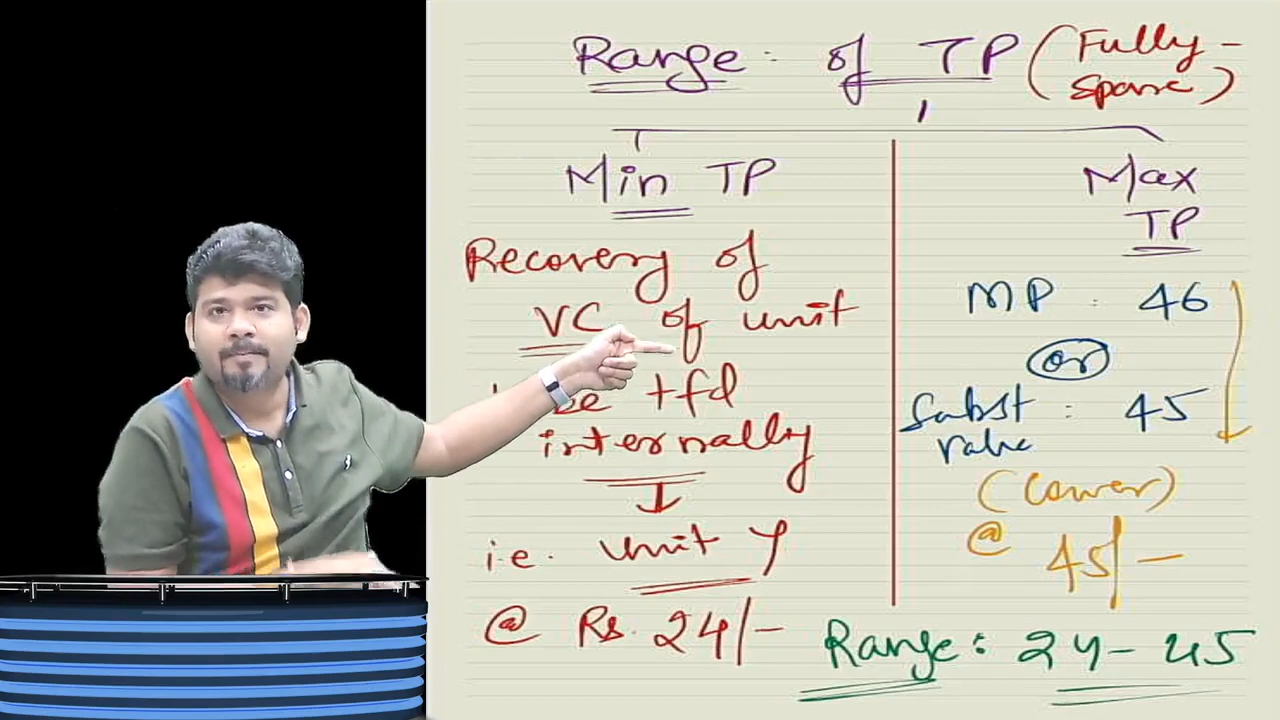 Range: of TP (Fully-
Spare)
Min TP
Recovery of
VC of unit
be tfd
internally
i.e. unit Y
@ Rs. 24/-
Max
TP
MP : 46
or
Subst : 45
value
(Lower)
@ 45/-
Range: 24-45